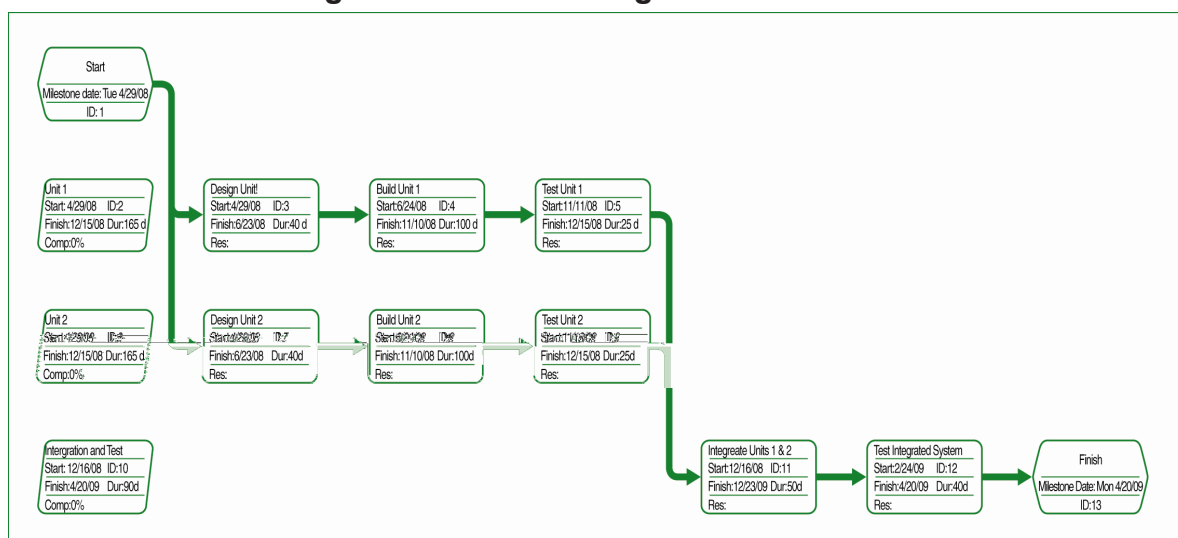 Start
Milestone date: Tue 4/29/08
ID: 1
Unit 1
Start: 4/29/08 ID:2
Finish:12/15/08 Dur:165 d
Comp:0%
Design Unit!
Start:4/29/08 ID:3
Finish:6/23/08 Dur:40 d
Res:
Build Unit 1
Start:6/24/08 ID:4
Finish:11/10/08 Dur:100 d
Res:
Test Unit 1
Start:11/11/08 ID:5
Finish:12/15/08 Dur:25 d
Res:
Unit 2
Finish:12/15/08 Dur:165 d
Comp:0%
Design Unit 2
Finish:6/23/08 Dur:40d
Res:
Build Unit 2
Finish:11/10/08 Dur:100d
Res:
Test Unit 2
Finish:12/15/08 Dur:25d
Res:
Intergration and Test
Start: 12/16/08 ID:10
Finish:4/20/09 Dur:90d
Comp:0%
Integreate Units 1 & 2
Start:12/16/08 ID:11
Finish:12/23/09 Dur:50d
Res:
Test Integrated System
Start:2/24/09 ID:12
Finish:4/20/09 Dur:40d
Res:
Finish
Milestone Date: Mon 4/20/09
ID:13